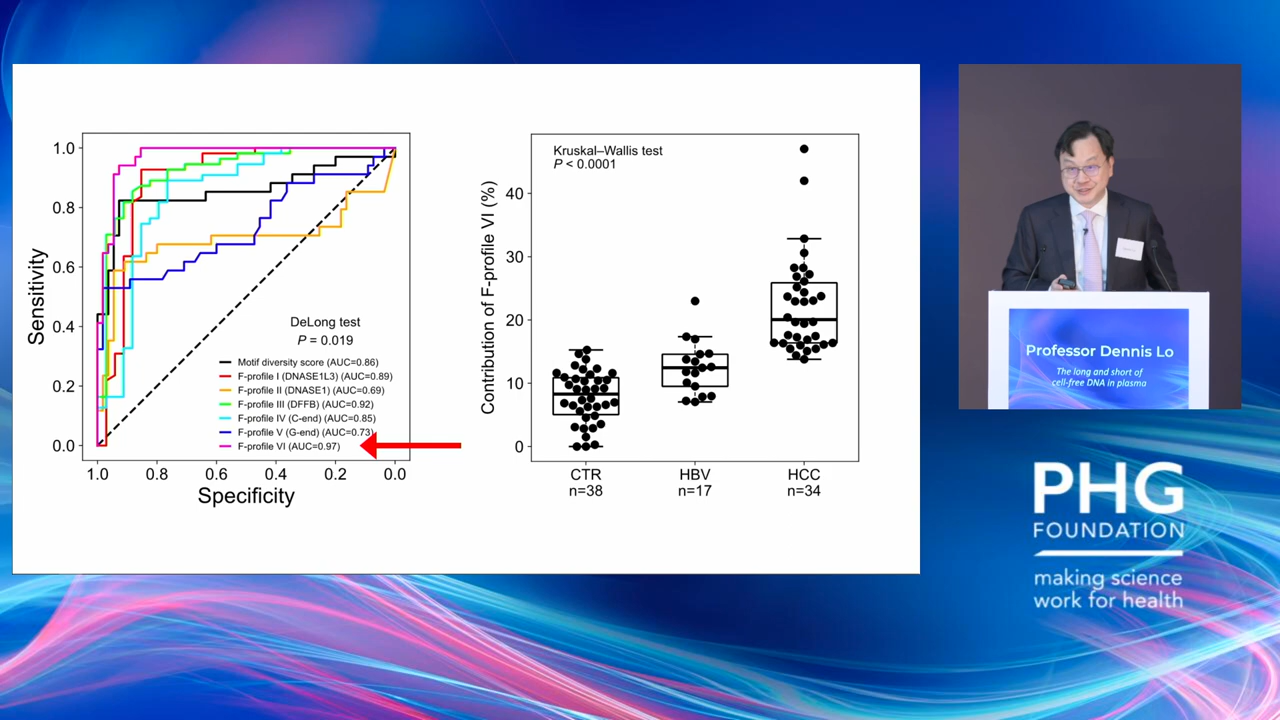 1.0
0.8
0.6
0.4
0.2
0.0
Sensitivity
1.0 0.8 0.6 0.4 0.2 0.0
Specificity
DeLong test
P = 0.019
Motif diversity score (AUC=0.86)
F-profile I (DNASE1L3) (AUC=0.89)
F-profile II (DNASE1) (AUC=0.69)
F-profile III (DFFB) (AUC=0.92)
F-profile IV (C-end) (AUC=0.85)
F-profile V (G-end) (AUC=0.73)
F-profile VI (AUC=0.97)
Kruskal–Wallis test
P < 0.0001
Contribution of F-profile VI (%)
40
30
20
10
0
CTR HBV HCC
n=38 n=17 n=34
Professor Dennis Lo
The long and short of
cell-free DNA in plasma
PHG
FOUNDATION
making science
work for health